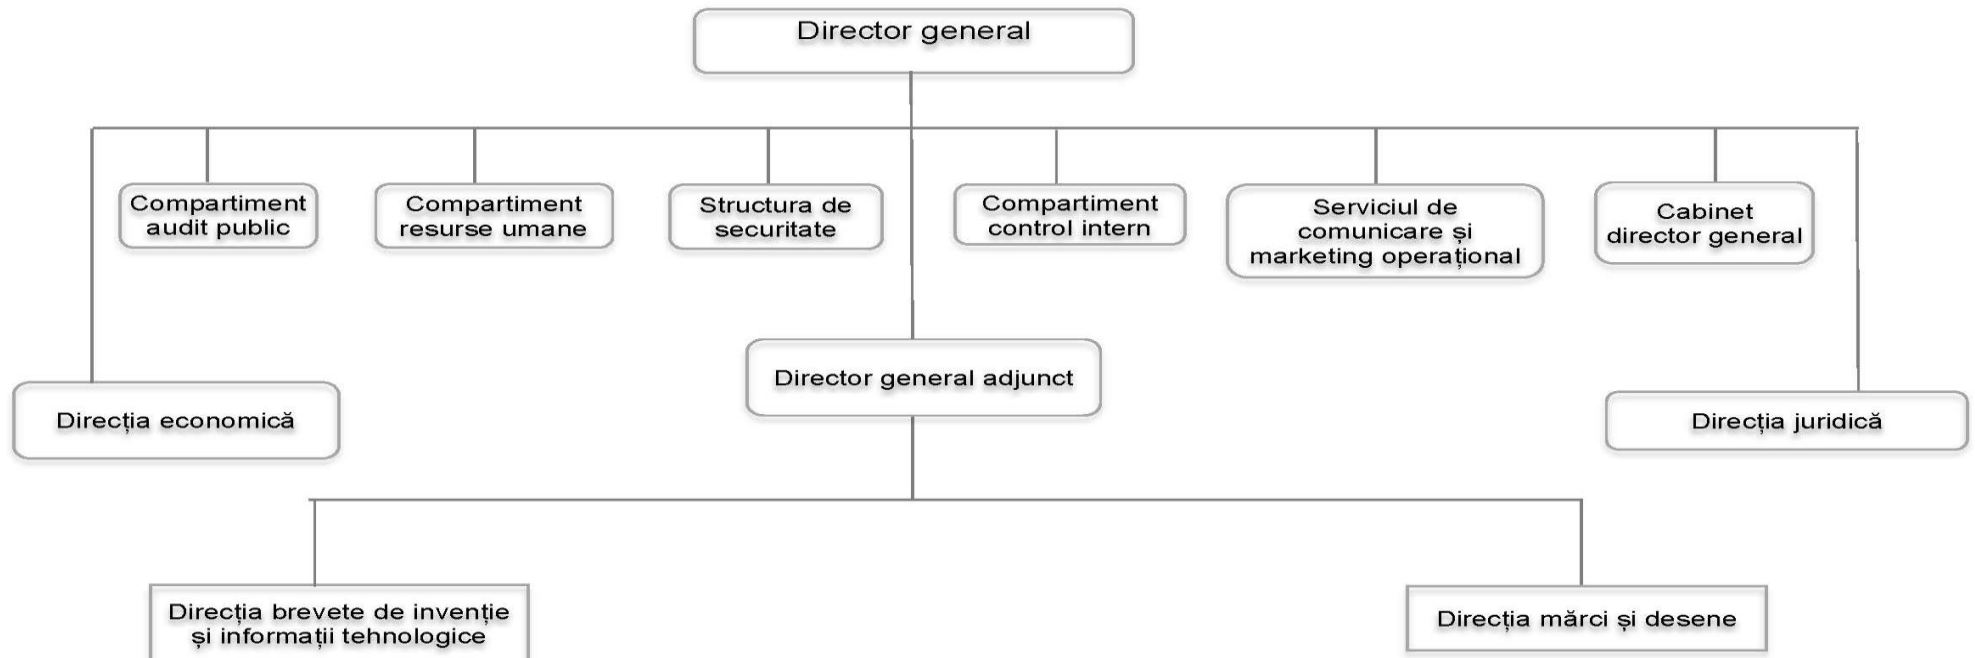 Director general
Compartiment
audit public
Compartiment
resurse umane
Structura de
securitate
Compartiment
control intern
Serviciul de
comunicare și
marketing operațional
Cabinet
director general
Director general adjunct
Direcția economică
Direcția juridică
Direcția brevete de invenție
și informații tehnologice
Direcția mărci și desene